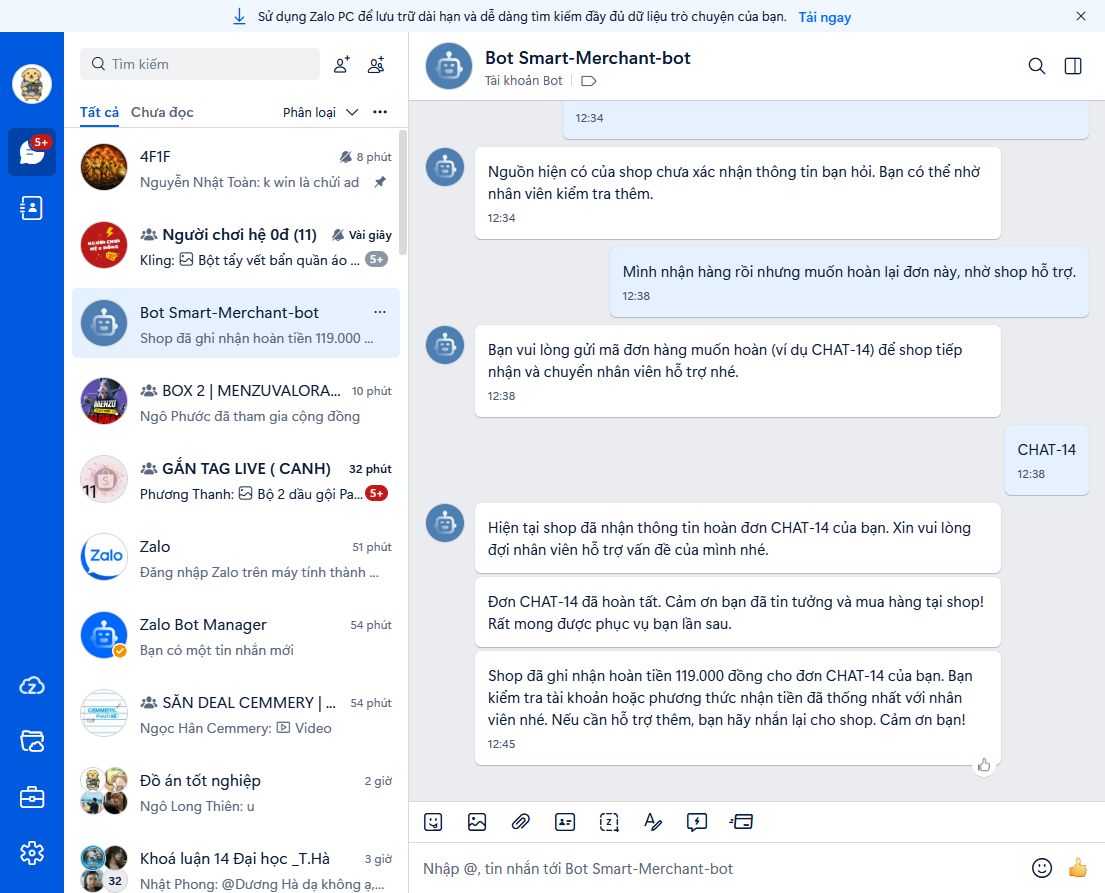 Sử dụng Zalo PC để lưu trữ dài hạn và dễ dàng tìm kiếm đầy đủ dữ liệu trò chuyện của bạn. Tải ngay
Tìm kiếm
Tất cả Chưa đọc Phân loại
5+
4F1F 8 phút
Nguyễn Nhật Toàn: k win là chửi ad
Người chơi hệ 0đ (11) Vài giây
Kling: Bột tẩy vết bẩn quần áo ... 5+
NGƯỜI CHƠI
HỆ 0 ĐỒNG
Bot Smart-Merchant-bot
Shop đã ghi nhận hoàn tiền 119.000 ...
BOX 2 | MENZUVALORA... 10 phút
Ngô Phước đã tham gia cộng đồng
MENZU
GẮN TAG LIVE ( CANH) 32 phút
Phương Thanh: Bộ 2 dầu gội Pa... 5+
11
Zalo 51 phút
Đăng nhập Zalo trên máy tính thành ...
Zalo
Zalo Bot Manager 54 phút
Bạn có một tin nhắn mới
SĂN DEAL CEMMERY | ... 54 phút
Ngọc Hân Cemmery: Video
CEMMERY
Đồ án tốt nghiệp 2 giờ
Ngô Long Thiên: u
Khoá luận 14 Đại học _T.Hà 3 giờ
Nhật Phong: @Dương Hà dạ không ạ,...
32
Bot Smart-Merchant-bot
Tài khoản Bot
12:34
Nguồn hiện có của shop chưa xác nhận thông tin bạn hỏi. Bạn có thể nhờ
nhân viên kiểm tra thêm.
12:34
Mình nhận hàng rồi nhưng muốn hoàn lại đơn này, nhờ shop hỗ trợ.
12:38
Bạn vui lòng gửi mã đơn hàng muốn hoàn (ví dụ CHAT-14) để shop tiếp
nhận và chuyển nhân viên hỗ trợ nhé.
12:38
CHAT-14
12:38
Hiện tại shop đã nhận thông tin hoàn đơn CHAT-14 của bạn. Xin vui lòng
đợi nhân viên hỗ trợ vấn đề của mình nhé.
Đơn CHAT-14 đã hoàn tất. Cảm ơn bạn đã tin tưởng và mua hàng tại shop!
Rất mong được phục vụ bạn lần sau.
Shop đã ghi nhận hoàn tiền 119.000 đồng cho đơn CHAT-14 của bạn. Bạn
kiểm tra tài khoản hoặc phương thức nhận tiền đã thống nhất với nhân
viên nhé. Nếu cần hỗ trợ thêm, bạn hãy nhắn lại cho shop. Cảm ơn bạn!
12:45
Nhập @, tin nhắn tới Bot Smart-Merchant-bot